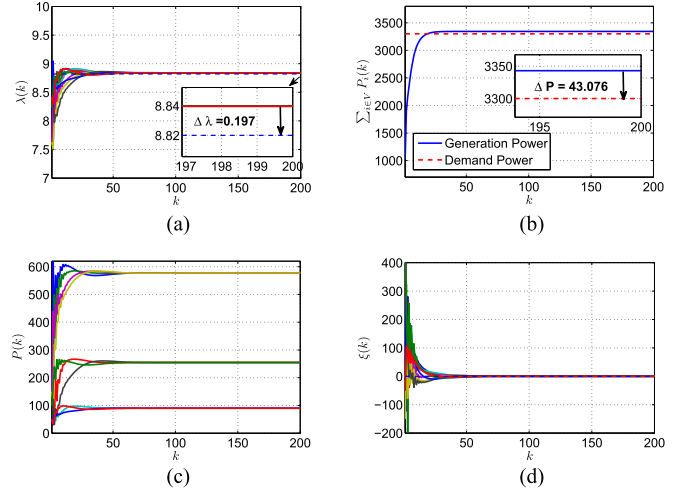 10
9.5
9
8.5
8
7.5
7
λ(k)
8.84
8.82
Δ λ =0.197
197 198 199 200
50 100 150 200
k
(a)
3500
3000
2500
2000
1500
1000
∑i∈V Pi(k)
3350
3300
Δ P = 43.076
195 200
Generation Power
Demand Power
50 100 150 200
k
(b)
600
500
400
300
200
100
0
P(k)
50 100 150 200
k
(c)
400
300
200
100
0
−100
−200
ξ(k)
50 100 150 200
k
(d)